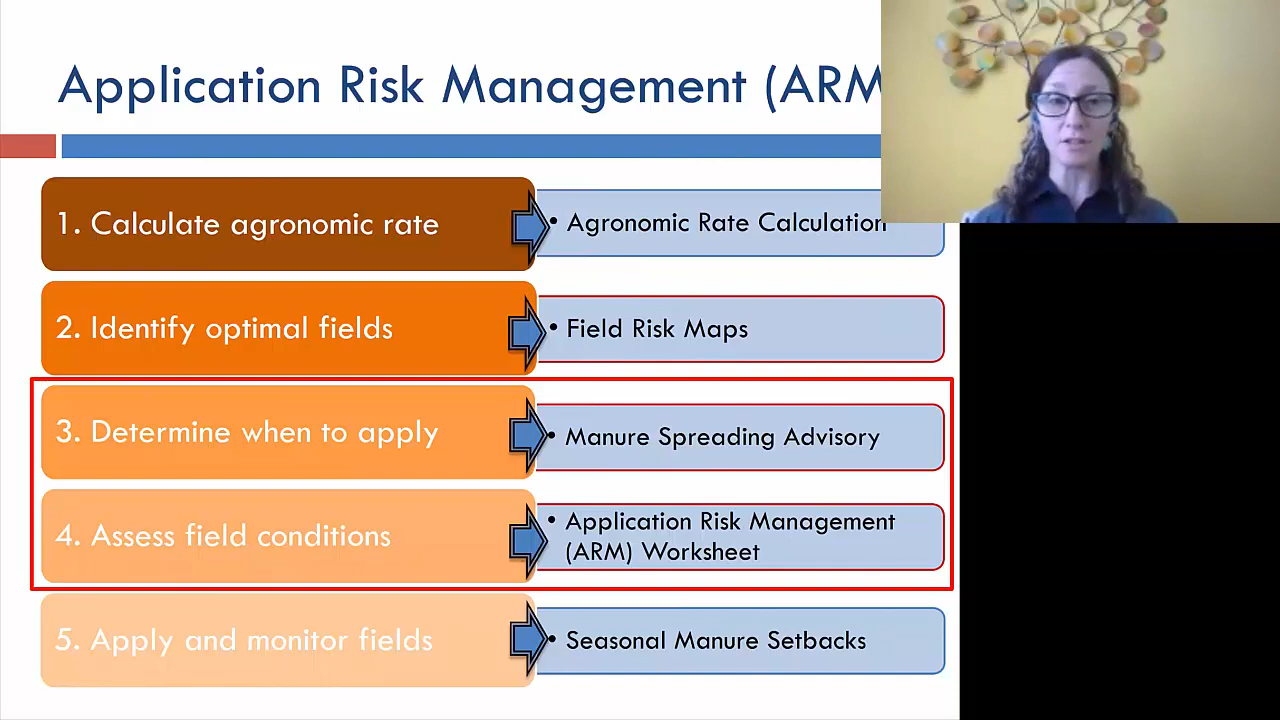 Application Risk Management (ARM
1. Calculate agronomic rate
• Agronomic Rate Calculation
2. Identify optimal fields
• Field Risk Maps
3. Determine when to apply
• Manure Spreading Advisory
4. Assess field conditions
• Application Risk Management
(ARM) Worksheet
5. Apply and monitor fields
• Seasonal Manure Setbacks